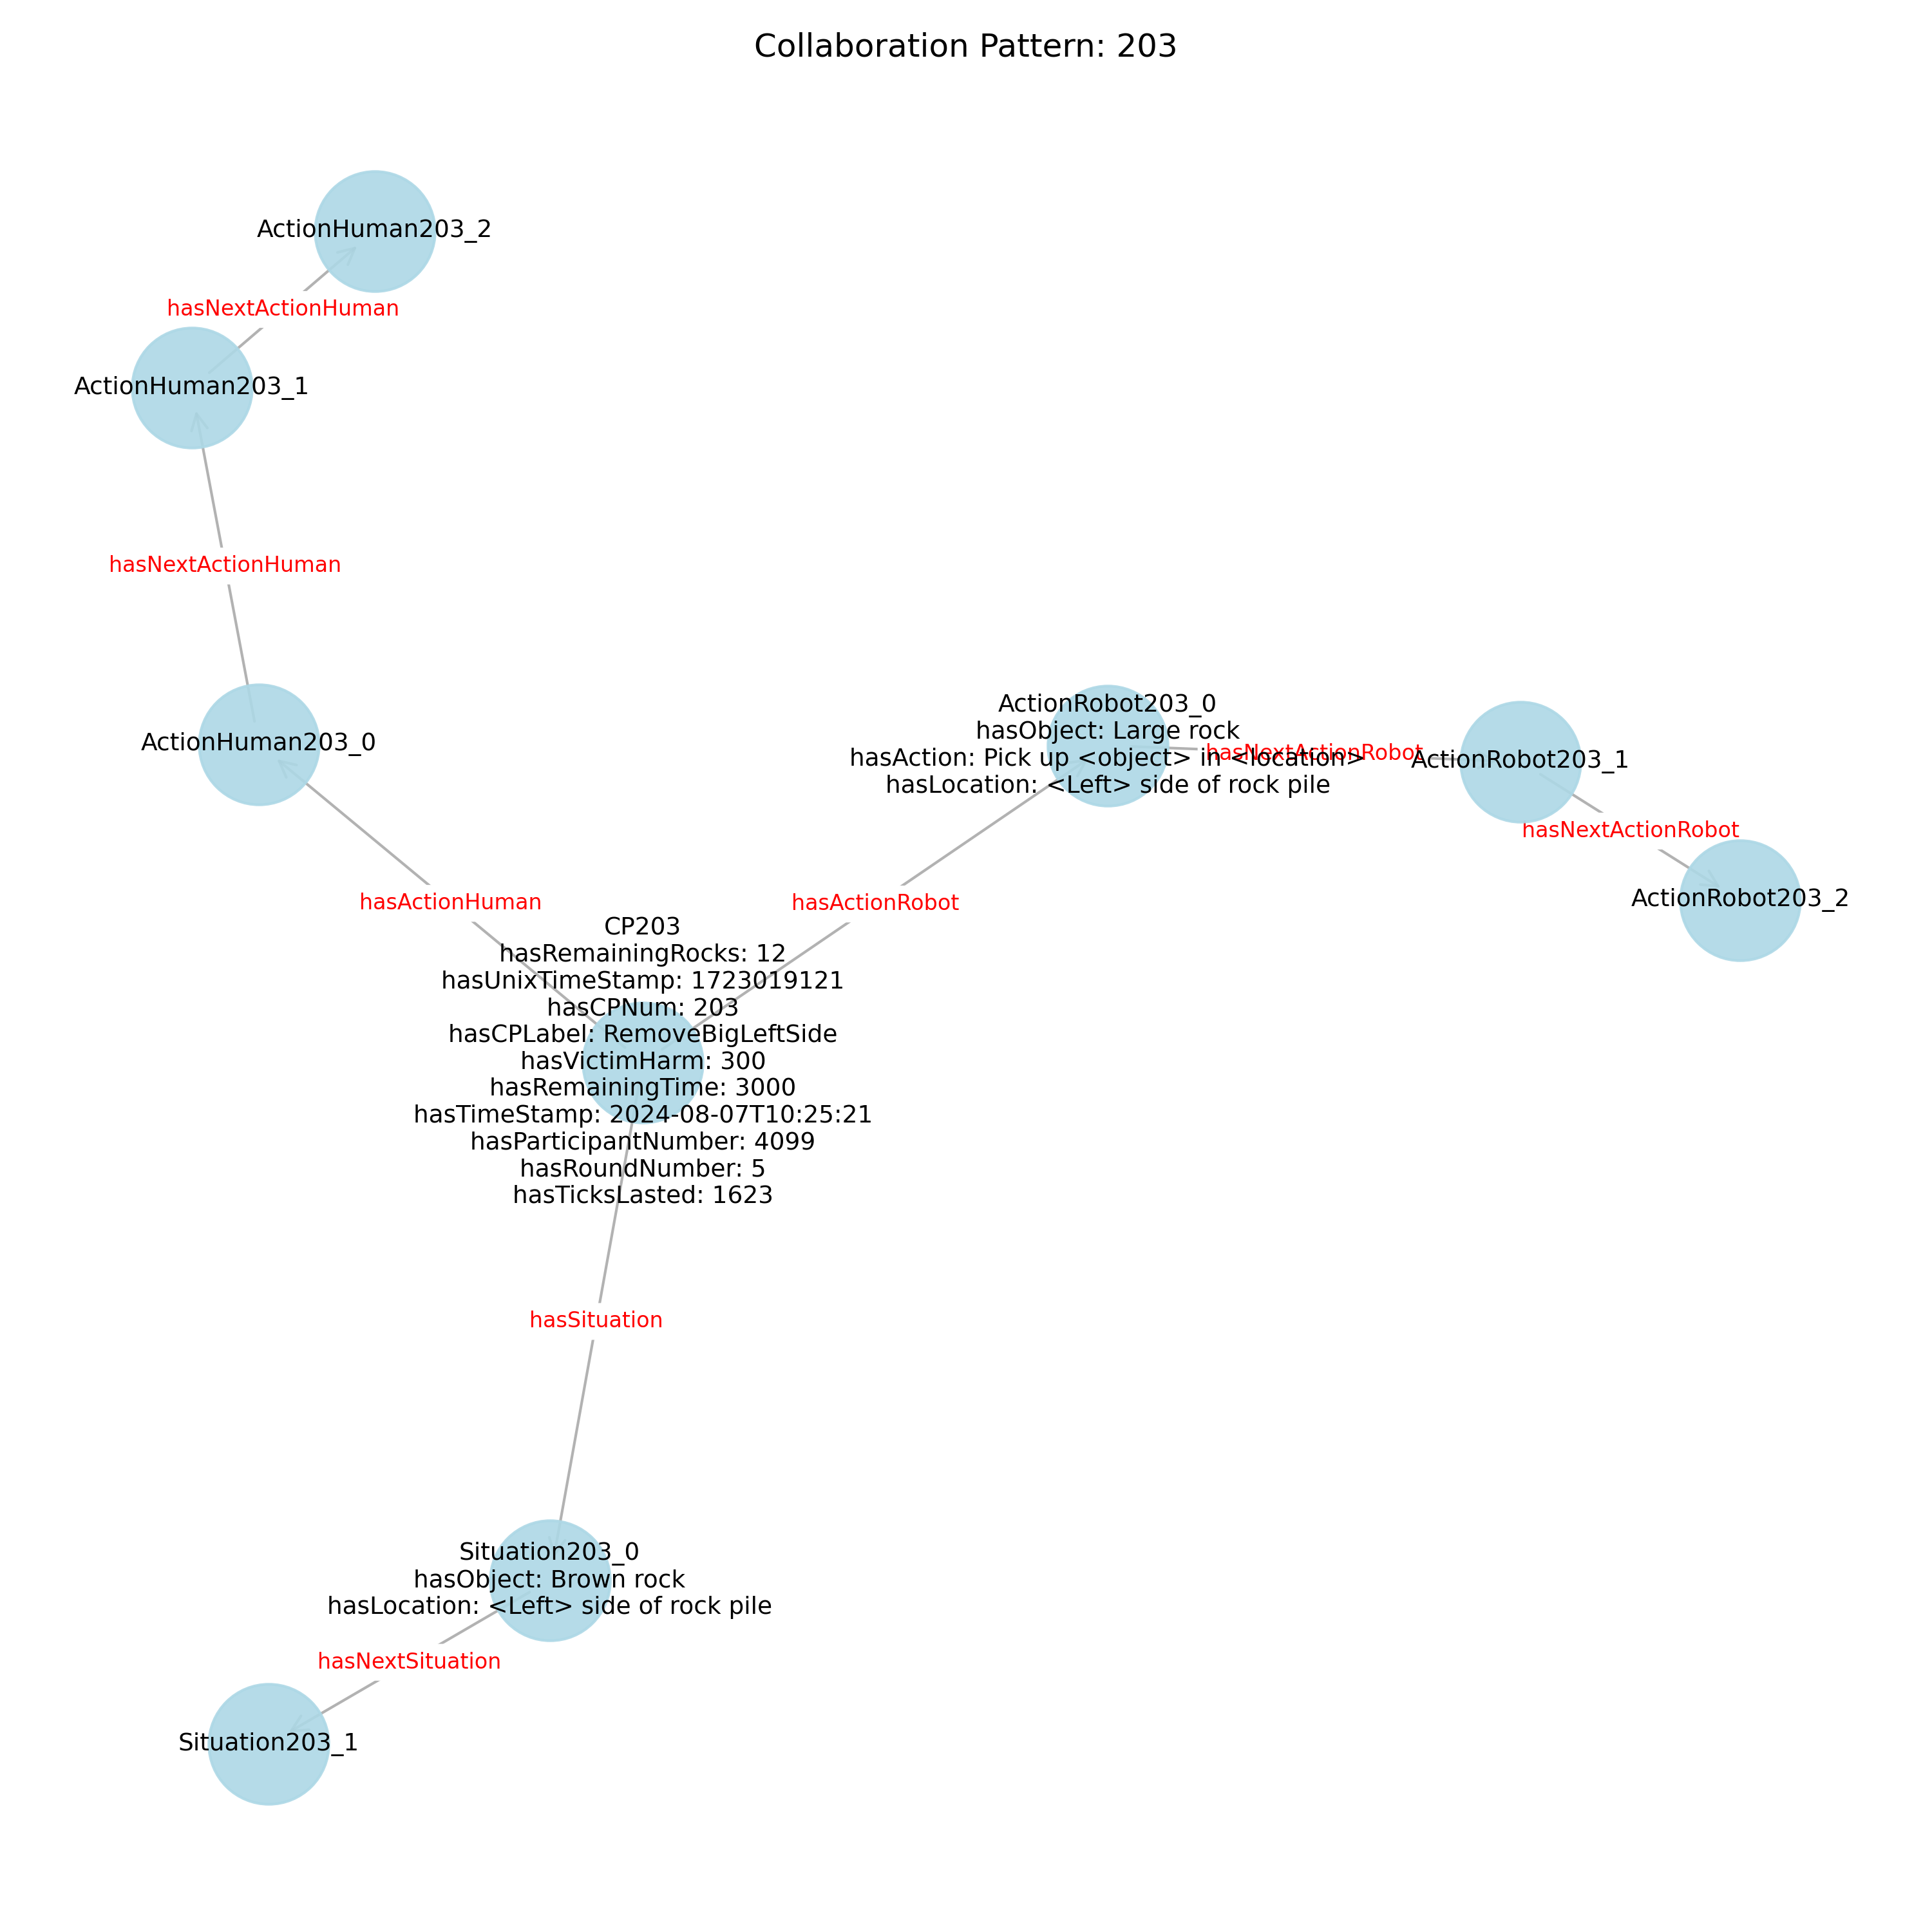 Collaboration Pattern: 203
ActionHuman203_2
hasNextActionHuman
ActionHuman203_1
hasNextActionHuman
ActionHuman203_0
ActionRobot203_0
hasObject: Large rock
hasAction: Pick up <object> in <location>
hasLocation: <Left> side of rock pile
hasNextActionRobot
ActionRobot203_1
hasNextActionRobot
ActionRobot203_2
hasActionHuman
hasActionRobot
CP203
hasRemainingRocks: 12
hasUnixTimeStamp: 1723019121
hasCPNum: 203
hasCPLabel: RemoveBigLeftSide
hasVictimHarm: 300
hasRemainingTime: 3000
hasTimeStamp: 2024-08-07T10:25:21
hasParticipantNumber: 4099
hasRoundNumber: 5
hasTicksLasted: 1623
hasSituation
Situation203_0
hasObject: Brown rock
hasLocation: <Left> side of rock pile
hasNextSituation
Situation203_1